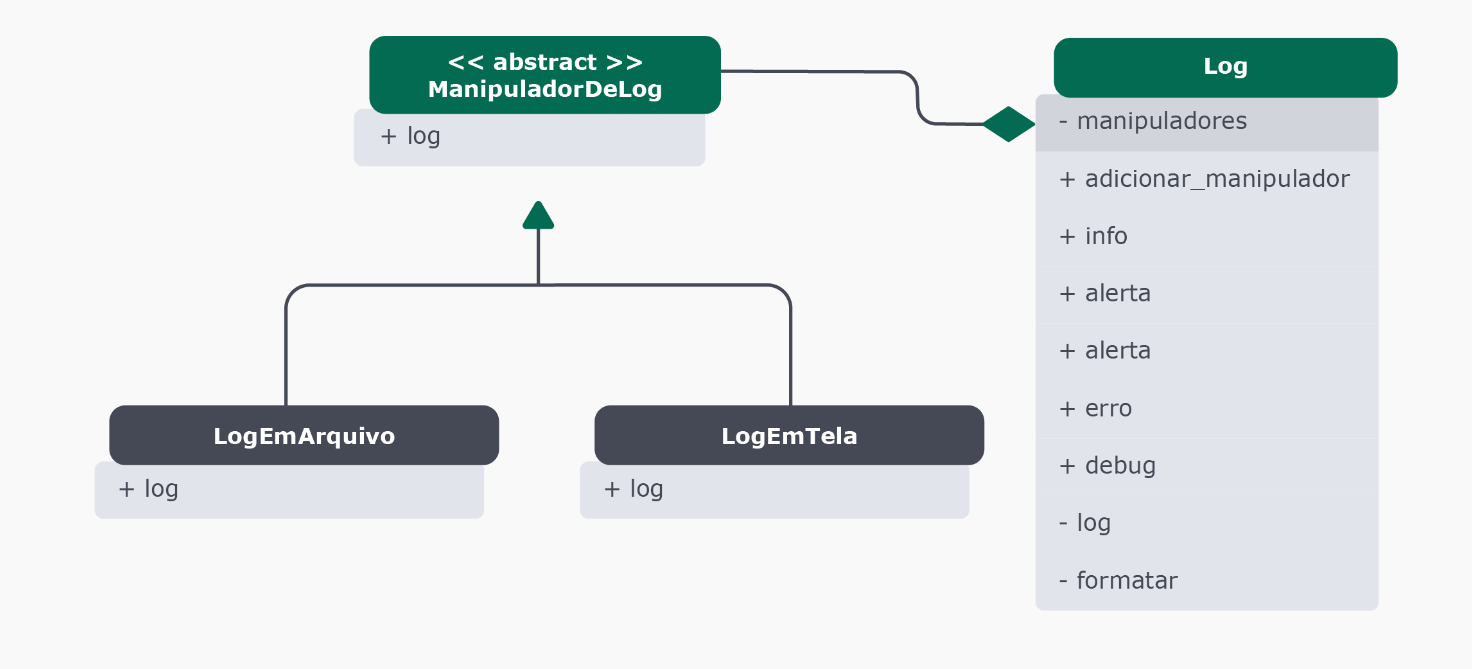 << abstract >>
ManipuladorDeLog
+ log
LogEmArquivo
+ log
LogEmTela
+ log
Log
- manipuladores
+ adicionar_manipulador
+ info
+ alerta
+ alerta
+ erro
+ debug
- log
- formatar